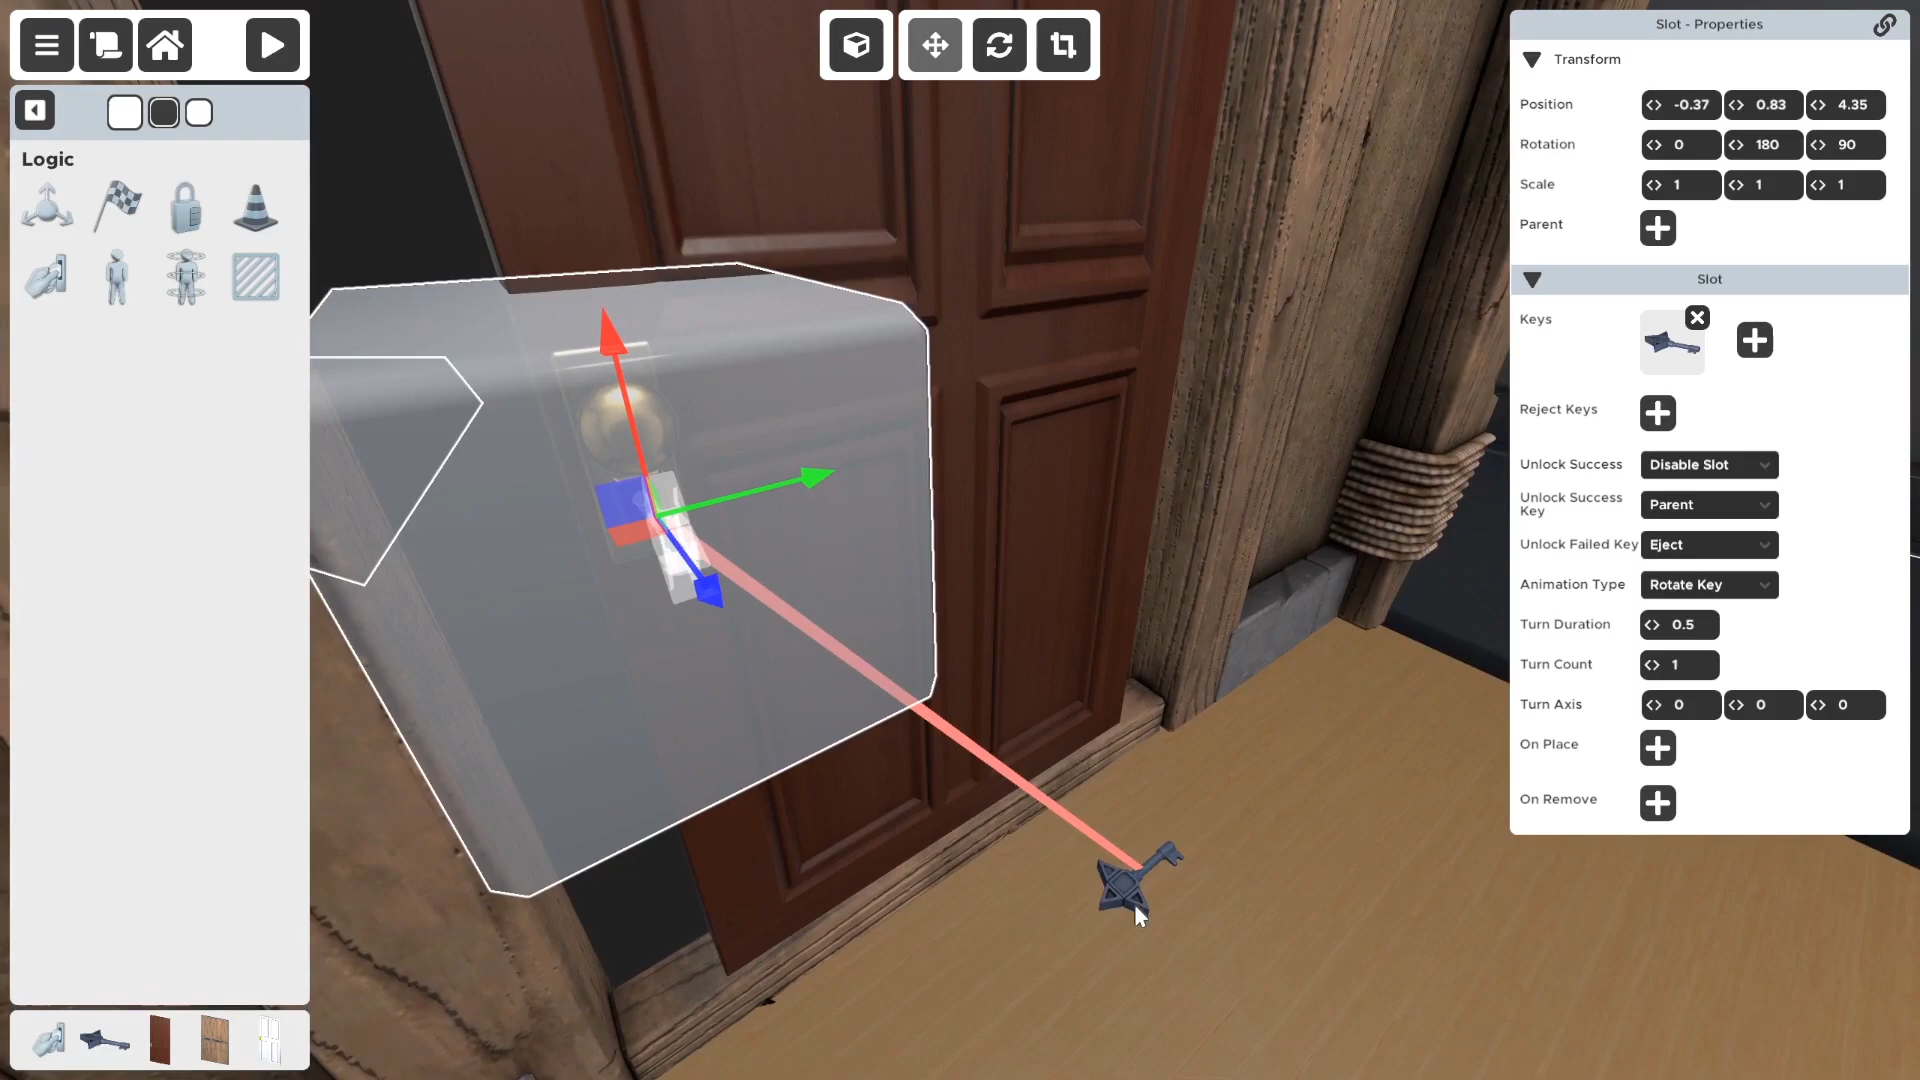 Slot - Properties
Transform
Position -0.37 0.83 4.35
Rotation 0 180 90
Scale 1 1 1
Parent
Slot
Keys
Reject Keys
Unlock Success Disable Slot
Unlock Success Key Parent
Unlock Failed Key Eject
Animation Type Rotate Key
Turn Duration 0.5
Turn Count 1
Turn Axis 0 0 0
On Place
On Remove
Logic